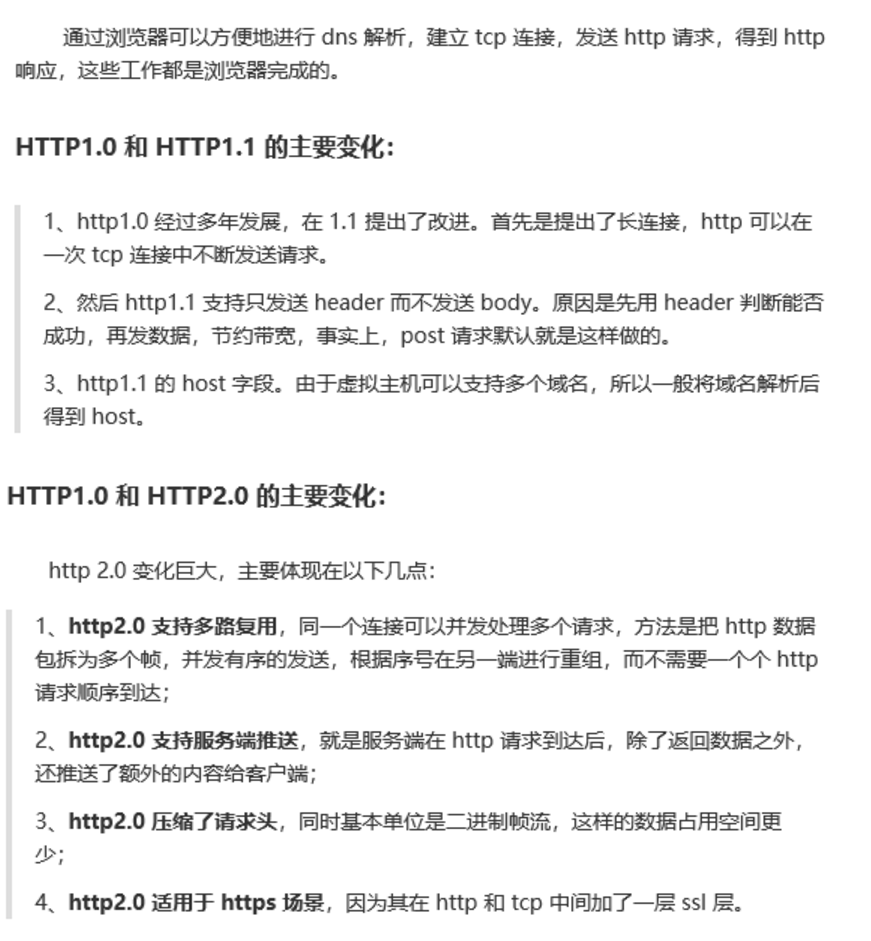 通过浏览器可以方便地进行 dns 解析，建立 tcp 连接，发送 http 请求，得到 http
响应，这些工作都是浏览器完成的。
HTTP1.0 和 HTTP1.1 的主要变化：
1、http1.0 经过多年发展，在 1.1 提出了改进。首先是提出了长连接，http 可以在
一次 tcp 连接中不断发送请求。
2、然后 http1.1 支持只发送 header 而不发送 body。原因是先用 header 判断能否
成功，再发数据，节约带宽，事实上，post 请求默认就是这样做的。
3、http1.1 的 host 字段。由于虚拟主机可以支持多个域名，所以一般将域名解析后
得到 host。
HTTP1.0 和 HTTP2.0 的主要变化：
http 2.0 变化巨大，主要体现在以下几点：
1、http2.0 支持多路复用，同一个连接可以并发处理多个请求，方法是把 http 数据
包拆为多个帧，并发有序的发送，根据序号在另一端进行重组，而不需要一个个 http
请求顺序到达；
2、http2.0 支持服务端推送，就是服务端在 http 请求到达后，除了返回数据之外，
还推送了额外的内容给客户端；
3、http2.0 压缩了请求头，同时基本单位是二进制帧流，这样的数据占用空间更
少；
4、http2.0 适用于 https 场景，因为其在 http 和 tcp 中间加了一层 ssl 层。